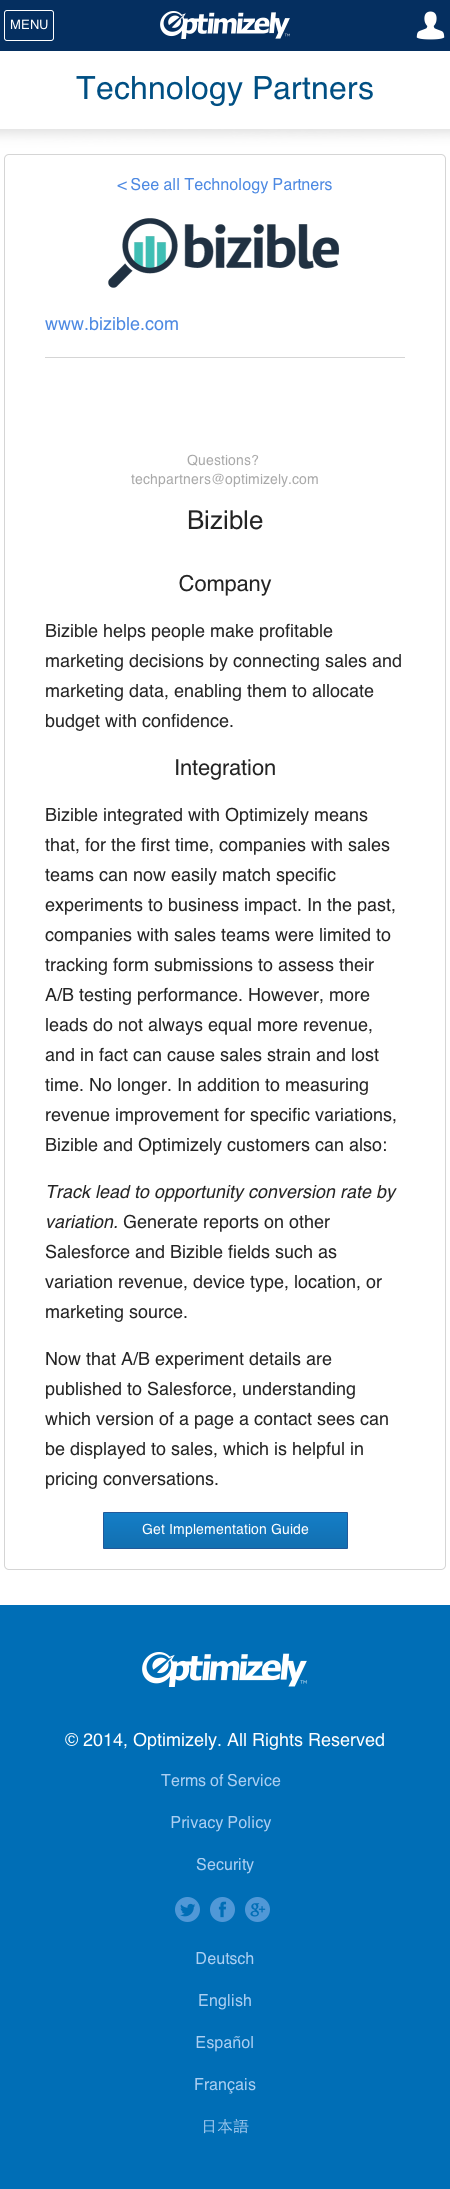 MENU
Optimizely™
Technology Partners
< See all Technology Partners
bizible
www.bizible.com
Questions?
techpartners@optimizely.com
Bizible
Company
Bizible helps people make profitable
marketing decisions by connecting sales and
marketing data, enabling them to allocate
budget with confidence.
Integration
Bizible integrated with Optimizely means
that, for the first time, companies with sales
teams can now easily match specific
experiments to business impact. In the past,
companies with sales teams were limited to
tracking form submissions to assess their
A/B testing performance. However, more
leads do not always equal more revenue,
and in fact can cause sales strain and lost
time. No longer. In addition to measuring
revenue improvement for specific variations,
Bizible and Optimizely customers can also:
Track lead to opportunity conversion rate by
variation. Generate reports on other
Salesforce and Bizible fields such as
variation revenue, device type, location, or
marketing source.
Now that A/B experiment details are
published to Salesforce, understanding
which version of a page a contact sees can
be displayed to sales, which is helpful in
pricing conversations.
Get Implementation Guide
Optimizely™
© 2014, Optimizely. All Rights Reserved
Terms of Service
Privacy Policy
Security
Deutsch
English
Español
Français
日本語